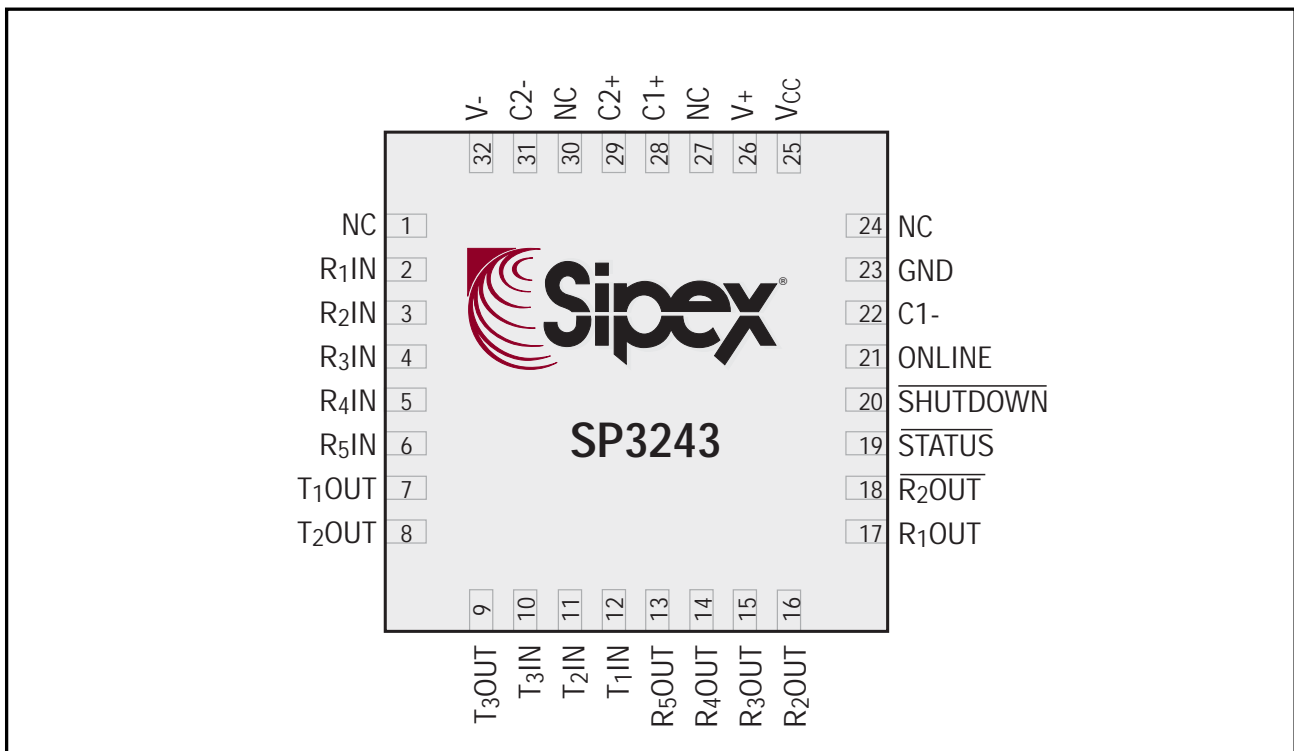 V- C2- NC C2+ C1+ NC V+ VCC
32 31 30 29 28 27 26 25
NC 1
R1IN 2
R2IN 3
R3IN 4
R4IN 5
R5IN 6
T1OUT 7
T2OUT 8
Sipex®
SP3243
24 NC
23 GND
22 C1-
21 ONLINE
20 S̅H̅U̅T̅D̅O̅W̅N̅
19 S̅T̅A̅T̅U̅S̅
18 R̅2̅O̅U̅T̅
17 R1OUT
9 10 11 12 13 14 15 16
T3OUT T3IN T2IN T1IN R5OUT R4OUT R3OUT R2OUT